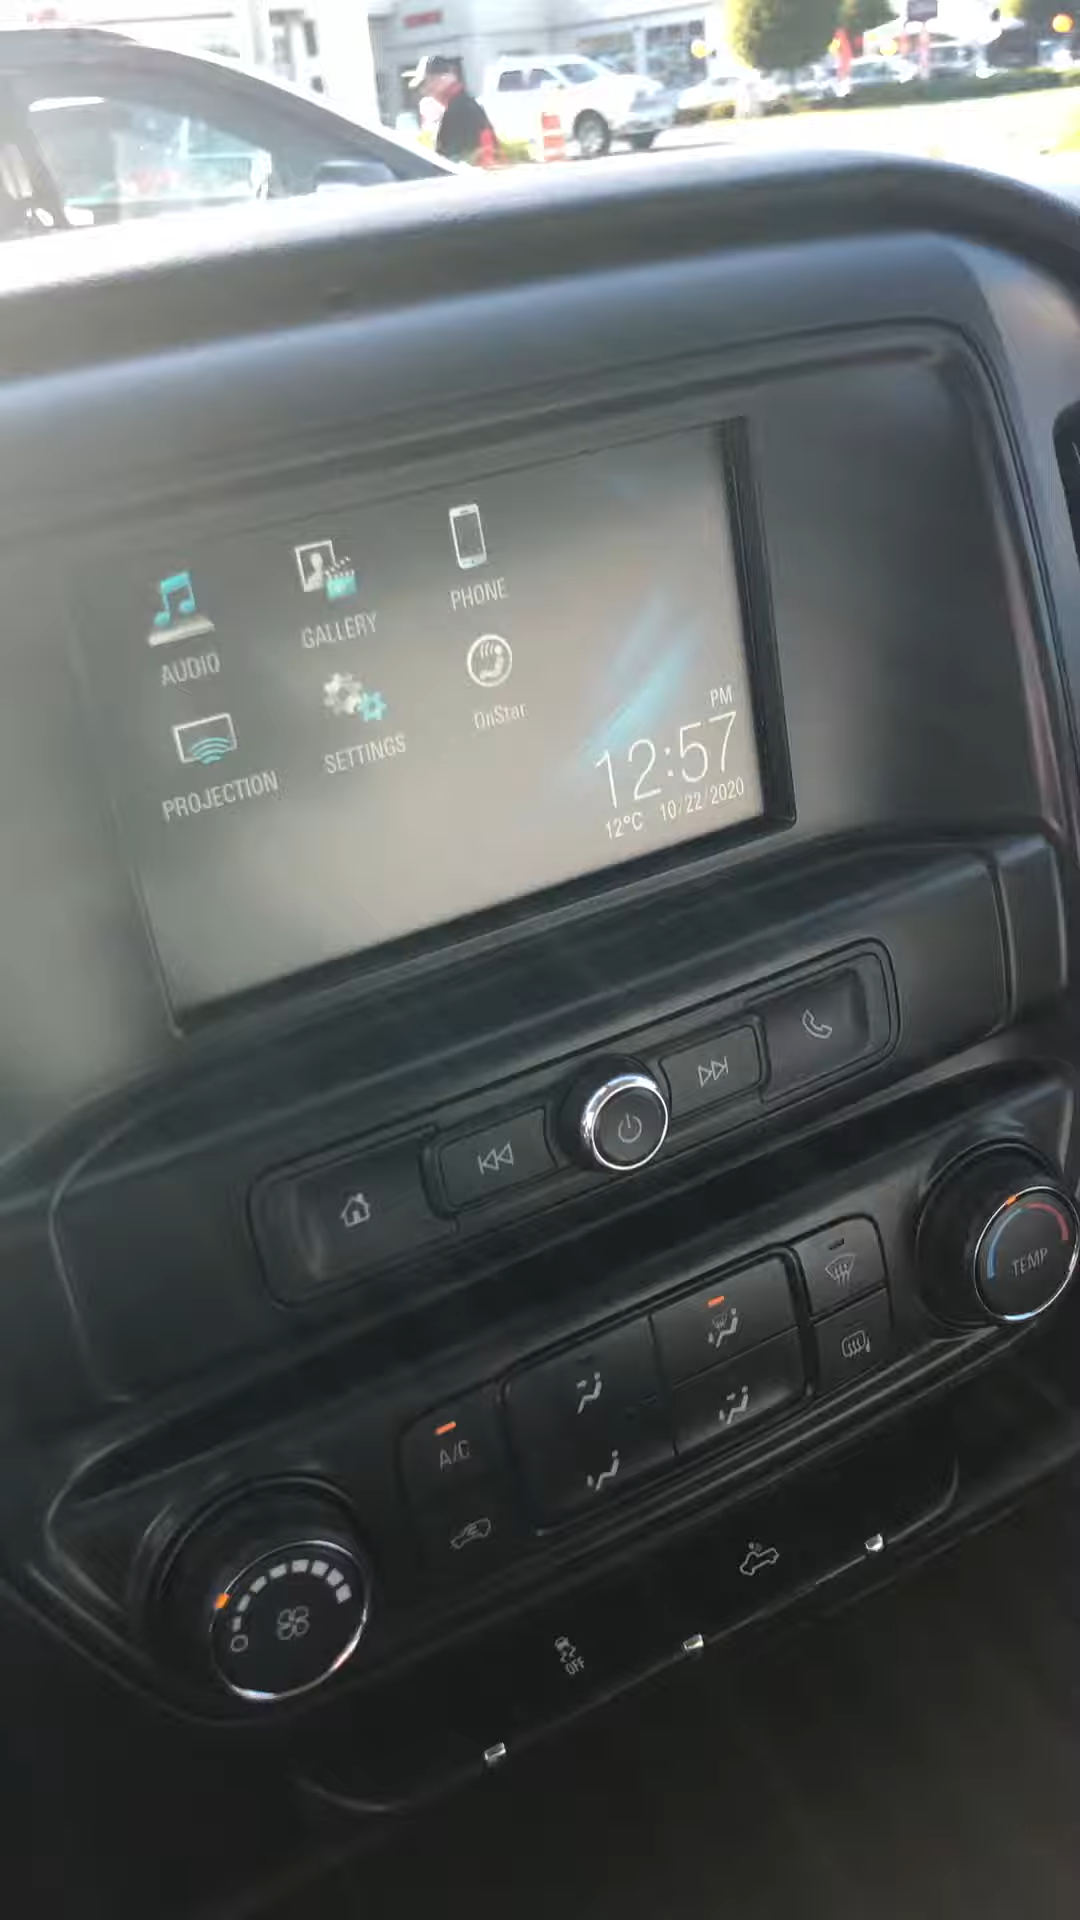 AUDIO
GALLERY
PHONE
PROJECTION
SETTINGS
OnStar
PM
12:57
12°C 10/22/2020
TEMP
A/C
OFF